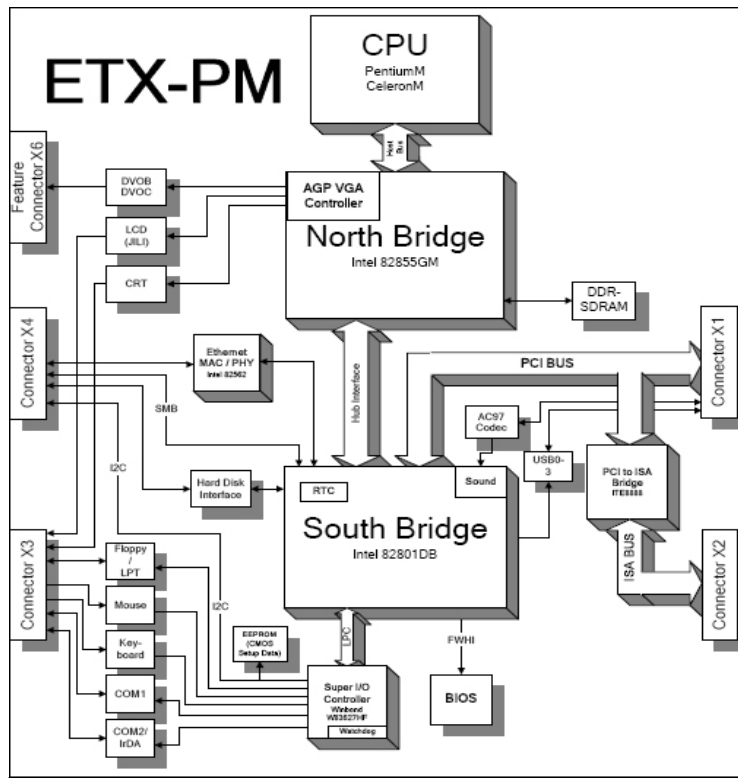 ETX-PM
CPU
PentiumM
CeleronM
Host
Bus
Feature
Connector X6
DVOB
DVOC
AGP VGA
Controller
LCD
(JILI)
North Bridge
Intel 82855GM
CRT
DDR-
SDRAM
Connector X4
Ethernet
MAC / PHY
Intel 82562
Hub Interface
PCI BUS
Connector X1
SMB
AC97
Codec
I2C
Hard Disk
Interface
RTC
Sound
USB0-
3
PCI to ISA
Bridge
ITE8888
South Bridge
Intel 82801DB
Connector X3
Floppy
/
LPT
ISA BUS
Connector X2
Mouse
I2C
Key-
board
EEPROM
(CMOS
Setup Data)
LPC
FWHI
COM1
Super I/O
Controller
Winbond
W83627HF
Watchdog
BIOS
COM2/
IrDA